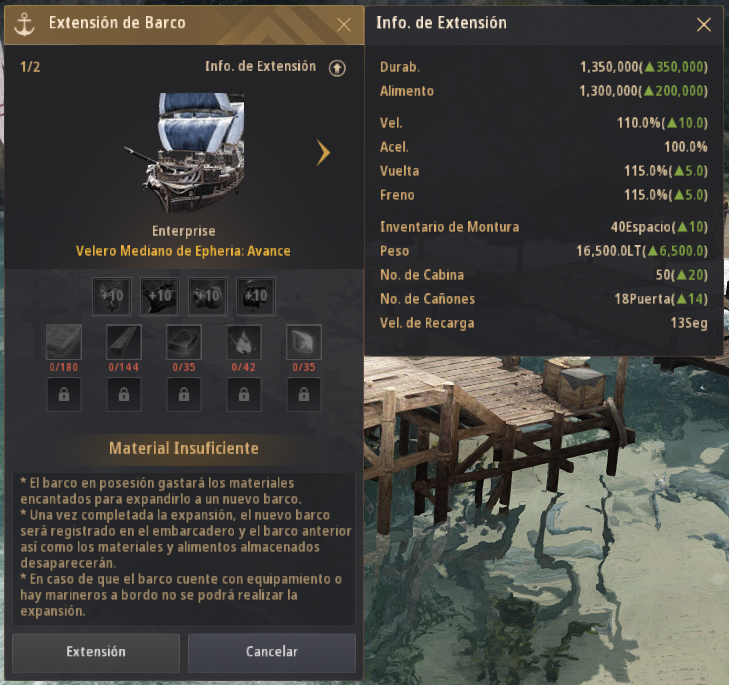 Extensión de Barco
1/2
Info. de Extensión
Enterprise
Velero Mediano de Epheria: Avance
+10 +10 +10 +10
0/180 0/144 0/35 0/42 0/35
Material Insuficiente
* El barco en posesión gastará los materiales
encantados para expandirlo a un nuevo barco.
* Una vez completada la expansión, el nuevo barco
será registrado en el embarcadero y el barco anterior
así como los materiales y alimentos almacenados
desaparecerán.
* En caso de que el barco cuente con equipamiento o
hay marineros a bordo no se podrá realizar la
expansión.
Extensión
Cancelar
Info. de Extensión
Durab. 1,350,000(▲350,000)
Alimento 1,300,000(▲200,000)
Vel. 110.0%(▲10.0)
Acel. 100.0%
Vuelta 115.0%(▲5.0)
Freno 115.0%(▲5.0)
Inventario de Montura 40Espacio(▲10)
Peso 16,500.0LT(▲6,500.0)
No. de Cabina 50(▲20)
No. de Cañones 18Puerta(▲14)
Vel. de Recarga 13Seg